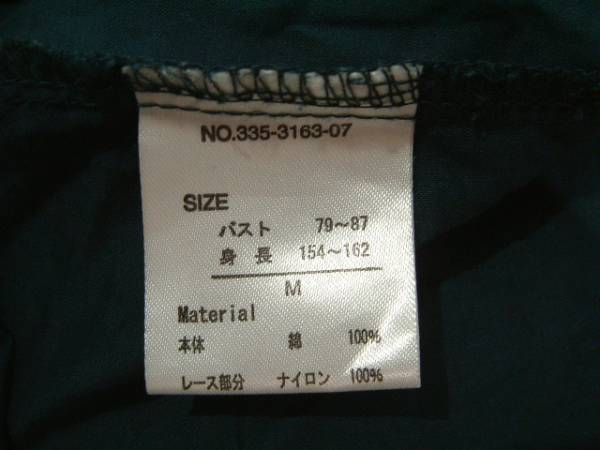 NO.335-3163-07
SIZE
バスト 79～87
身長 154～162
M
Material
本体 綿 100%
レース部分 ナイロン 100%